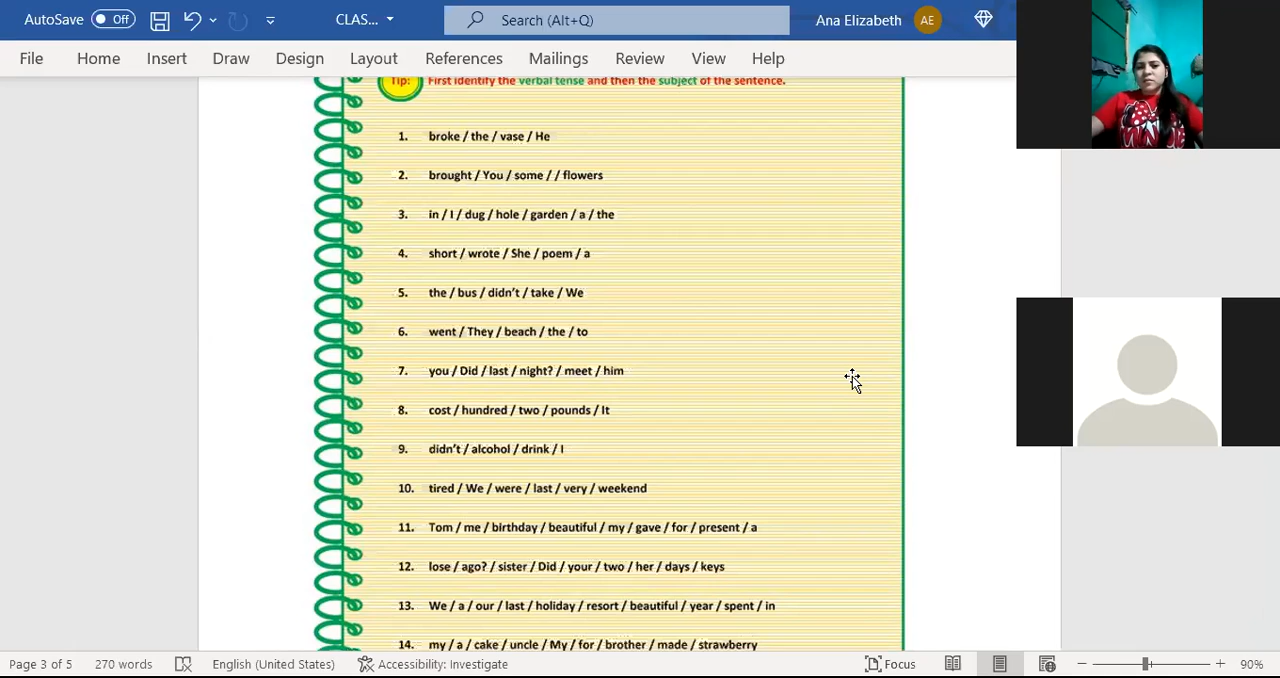 AutoSave Off CLAS... Search (Alt+Q) Ana Elizabeth AE
File Home Insert Draw Design Layout References Mailings Review View Help
Tip: First identify the verbal tense and then the subject of the sentence.
1. broke / the / vase / He
2. brought / You / some / / flowers
3. in / I / dug / hole / garden / a / the
4. short / wrote / She / poem / a
5. the / bus / didn't / take / We
6. went / They / beach / the / to
7. you / Did / last / night? / meet / him
8. cost / hundred / two / pounds / It
9. didn't / alcohol / drink / I
10. tired / We / were / last / very / weekend
11. Tom / me / birthday / beautiful / my / gave / for / present / a
12. lose / ago? / sister / Did / your / two / her / days / keys
13. We / a / our / last / holiday / resort / beautiful / year / spent / in
14. my / a / cake / uncle / My / for / brother / made / strawberry
Page 3 of 5 270 words English (United States) Accessibility: Investigate Focus 90%